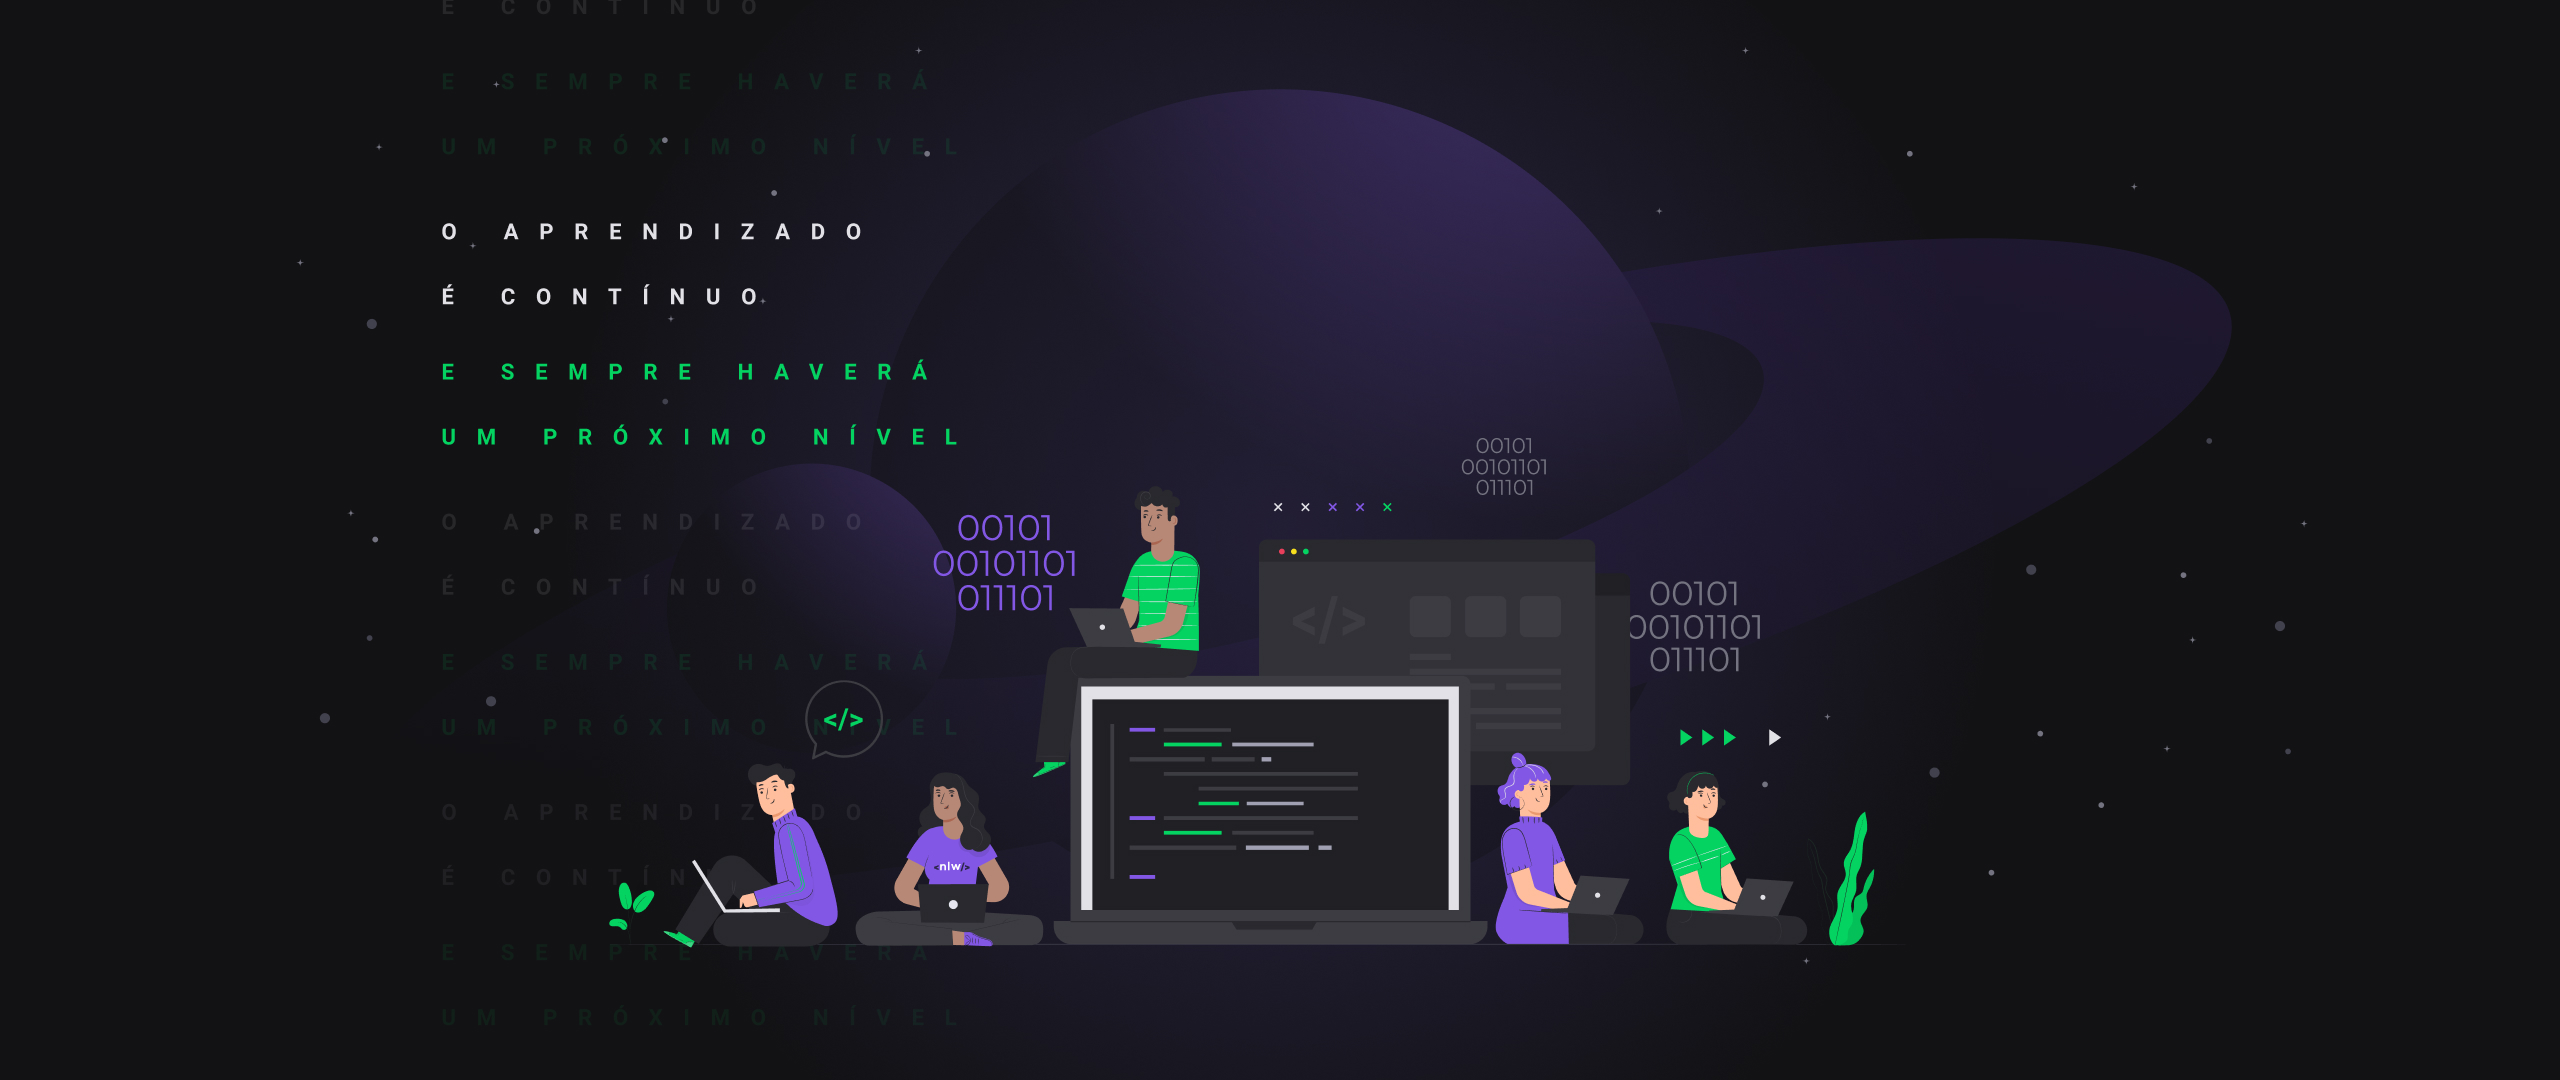 É CONTÍNUO
E SEMPRE HAVERÁ
UM PRÓXIMO NÍVEL
O APRENDIZADO
É CONTÍNUO
E SEMPRE HAVERÁ
UM PRÓXIMO NÍVEL
O APRENDIZADO
É CONTÍNUO
E SEMPRE HAVERÁ
UM PRÓXIMO NÍVEL
O APRENDIZADO
É CONTÍN
E SEMPRE HAVERÁ
UM PRÓXIMO NÍVEL
00101
00101101
011101
00101
00101101
011101
00101
00101101
011101
</>
</>
<nlw/>